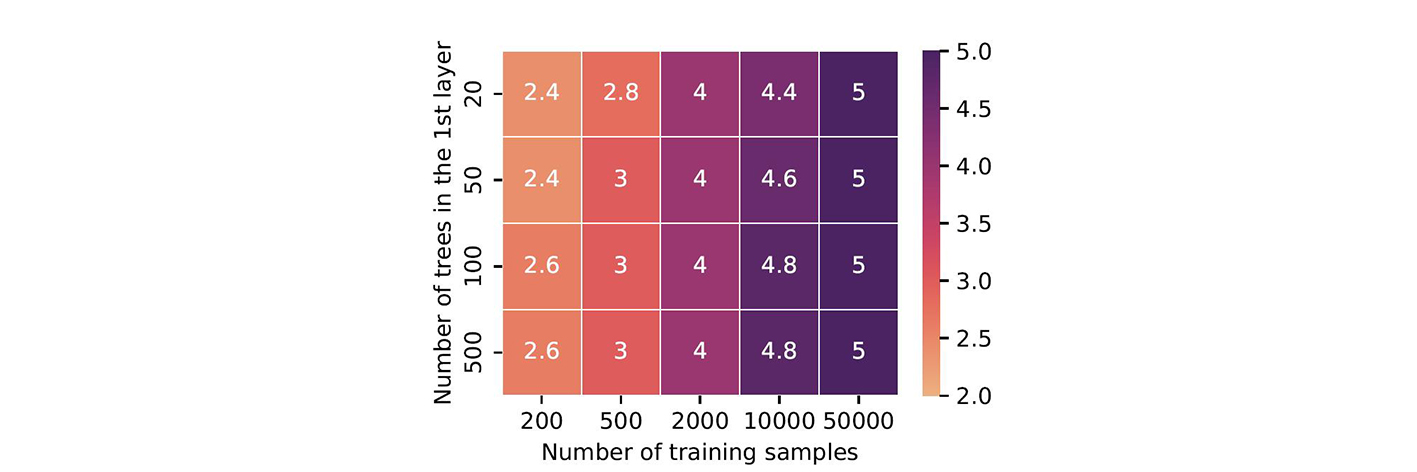 Number of trees in the 1st layer
20 2.4 2.8 4 4.4 5
50 2.4 3 4 4.6 5
100 2.6 3 4 4.8 5
500 2.6 3 4 4.8 5
200 500 2000 10000 50000
Number of training samples
5.0
4.5
4.0
3.5
3.0
2.5
2.0